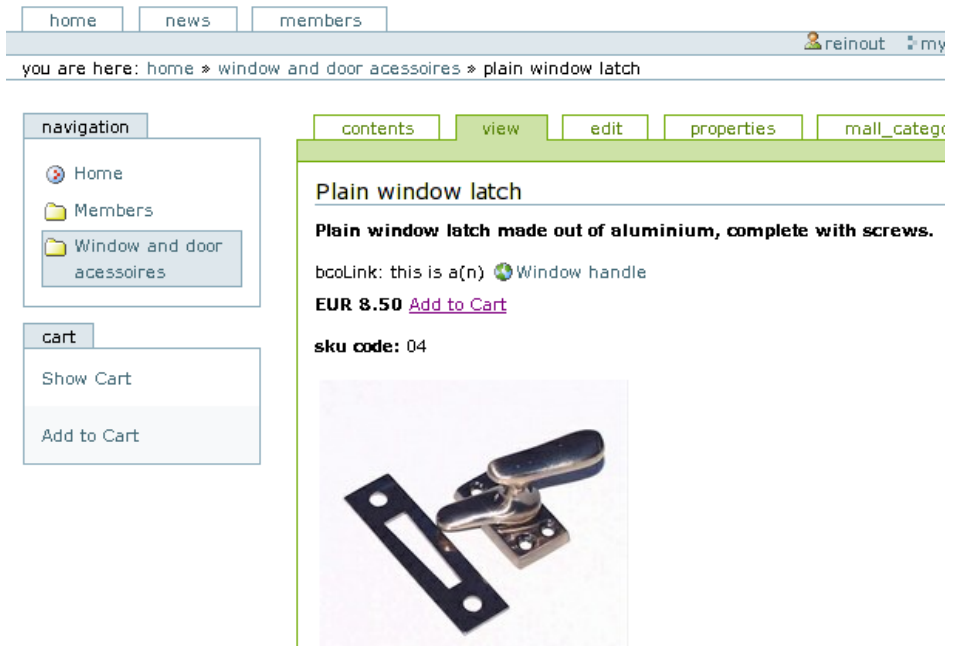 home news members
reinout my
you are here: home » window and door acessoires » plain window latch
navigation
Home
Members
Window and door
acessoires
cart
Show Cart
Add to Cart
contents view edit properties mall_catego
Plain window latch
Plain window latch made out of aluminium, complete with screws.
bcoLink: this is a(n) Window handle
EUR 8.50 Add to Cart
sku code: 04